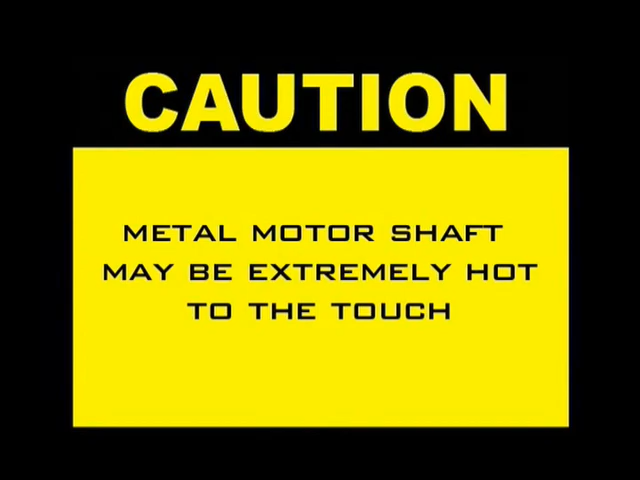 CAUTION
METAL MOTOR SHAFT
MAY BE EXTREMELY HOT
TO THE TOUCH